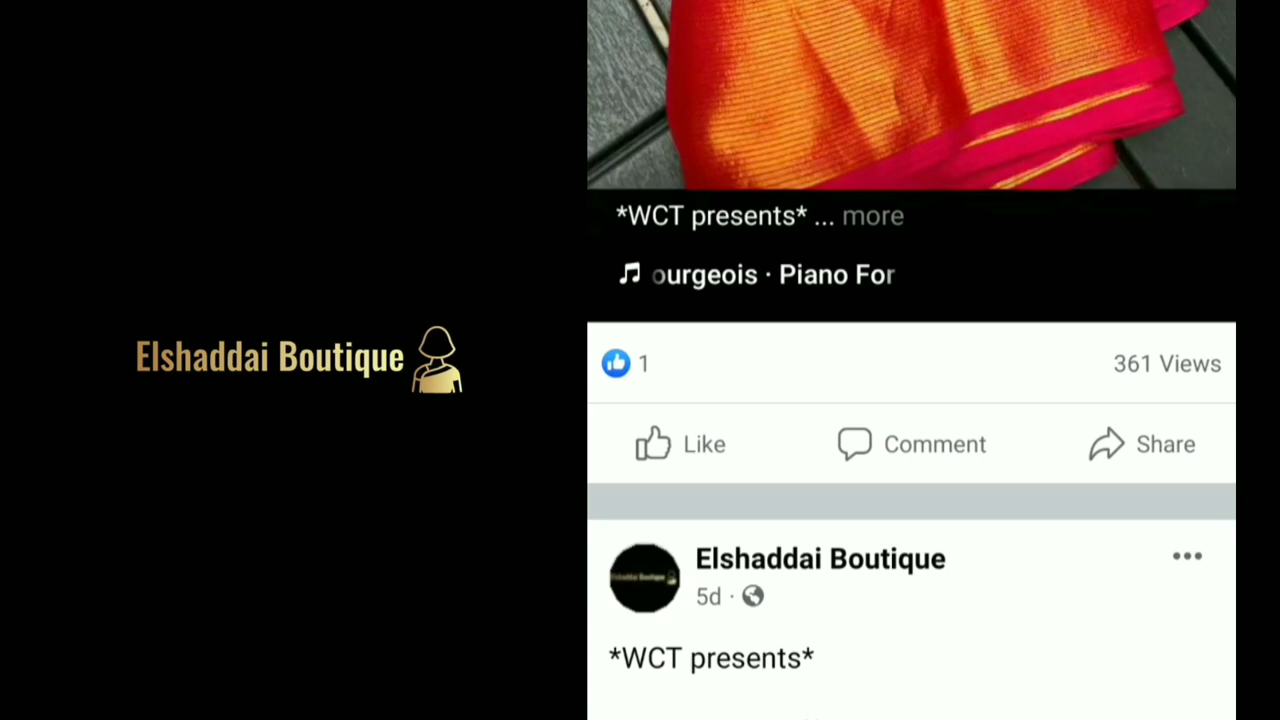 Elshaddai Boutique
*WCT presents* ... more
ourgeois · Piano For
1
361 Views
Like
Comment
Share
Elshaddai Boutique
5d ·
*WCT presents*